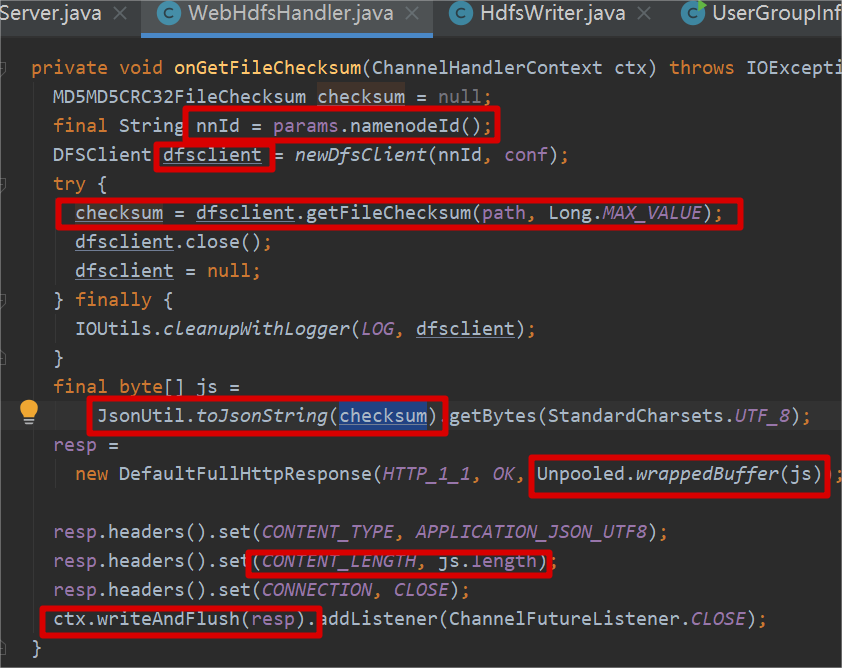 Server.java × C WebHdfsHandler.java × C HdfsWriter.java × C UserGroupInf
private void onGetFileChecksum(ChannelHandlerContext ctx) throws IOExcepti
MD5MD5CRC32FileChecksum checksum = null;
final String nnId = params.namenodeId();
DFSClient dfsclient = newDfsClient(nnId, conf);
try {
checksum = dfsclient.getFileChecksum(path, Long.MAX_VALUE);
dfsclient.close();
dfsclient = null;
} finally {
IOUtils.cleanupWithLogger(LOG, dfsclient);
}
final byte[] js =
JsonUtil.toJsonString(checksum).getBytes(StandardCharsets.UTF_8);
resp =
new DefaultFullHttpResponse(HTTP_1_1, OK, Unpooled.wrappedBuffer(js));
resp.headers().set(CONTENT_TYPE, APPLICATION_JSON_UTF8);
resp.headers().set(CONTENT_LENGTH, js.length);
resp.headers().set(CONNECTION, CLOSE);
ctx.writeAndFlush(resp).addListener(ChannelFutureListener.CLOSE);
}